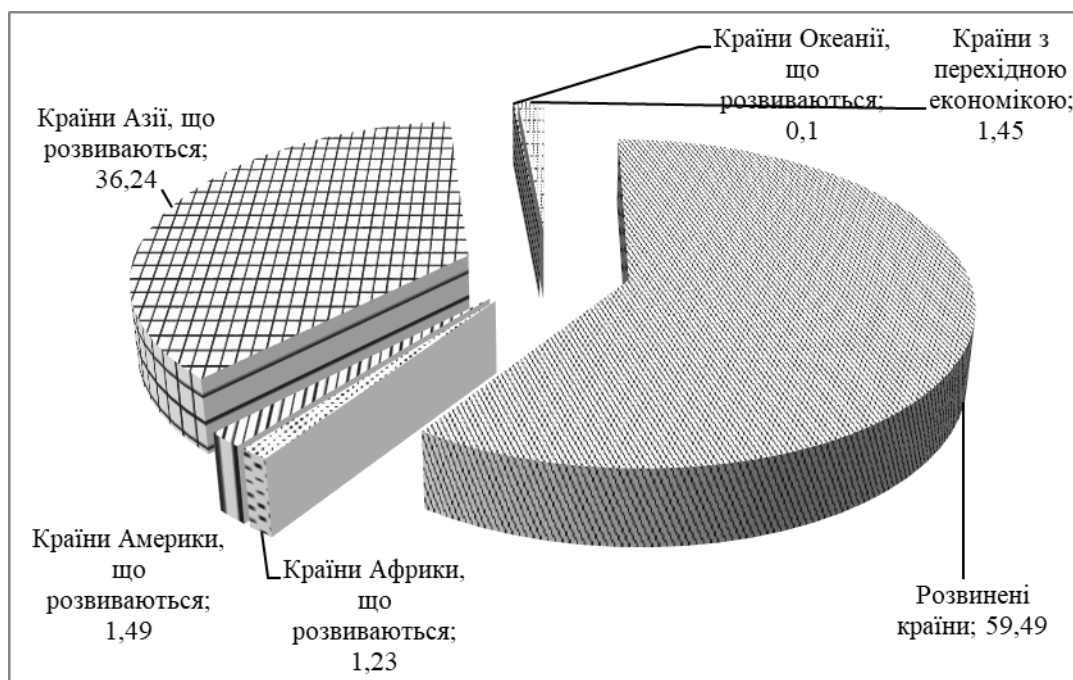 Країни Океанії,
що
розвиваються;
0,1
Країни з
перехідною
економікою;
1,45
Країни Азії, що
розвиваються;
36,24
Країни Америки,
що
розвиваються;
1,49
Країни Африки,
що
розвиваються;
1,23
Розвинені
країни; 59,49